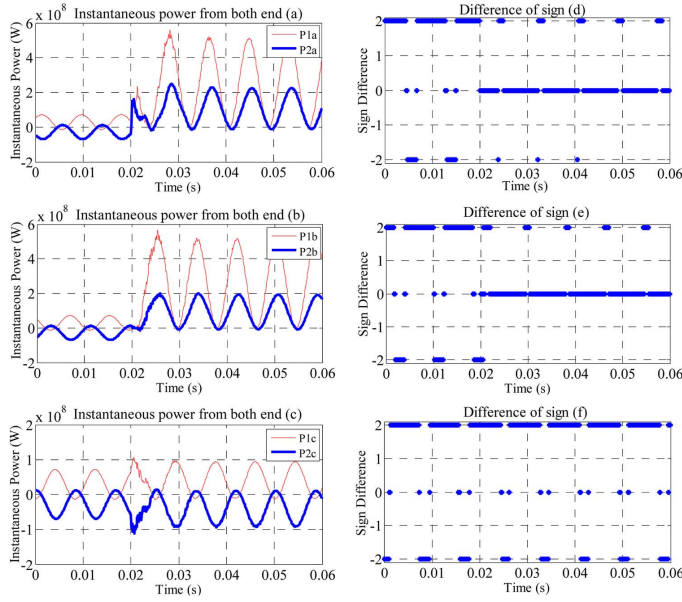 x 10^8 Instantaneous power from both end (a)
Instantaneous Power (W)
6
4
2
0
-2
P1a
P2a
0 0.01 0.02 0.03 0.04 0.05 0.06
Time (s)
Difference of sign (d)
Sign Difference
2
1
0
-1
-2
0 0.01 0.02 0.03 0.04 0.05 0.06
Time (s)
x 10^8 Instantaneous power from both end (b)
Instantaneous Power (W)
6
4
2
0
-2
P1b
P2b
0 0.01 0.02 0.03 0.04 0.05 0.06
Time (s)
Difference of sign (e)
Sign Difference
2
1
0
-1
-2
0 0.01 0.02 0.03 0.04 0.05 0.06
Time (s)
x 10^8 Instantaneous power from both end (c)
Instantaneous Power (W)
2
1
0
-1
-2
P1c
P2c
0 0.01 0.02 0.03 0.04 0.05 0.06
Time (s)
Difference of sign (f)
Sign Difference
2
1
0
-1
-2
0 0.01 0.02 0.03 0.04 0.05 0.06
Time (s)